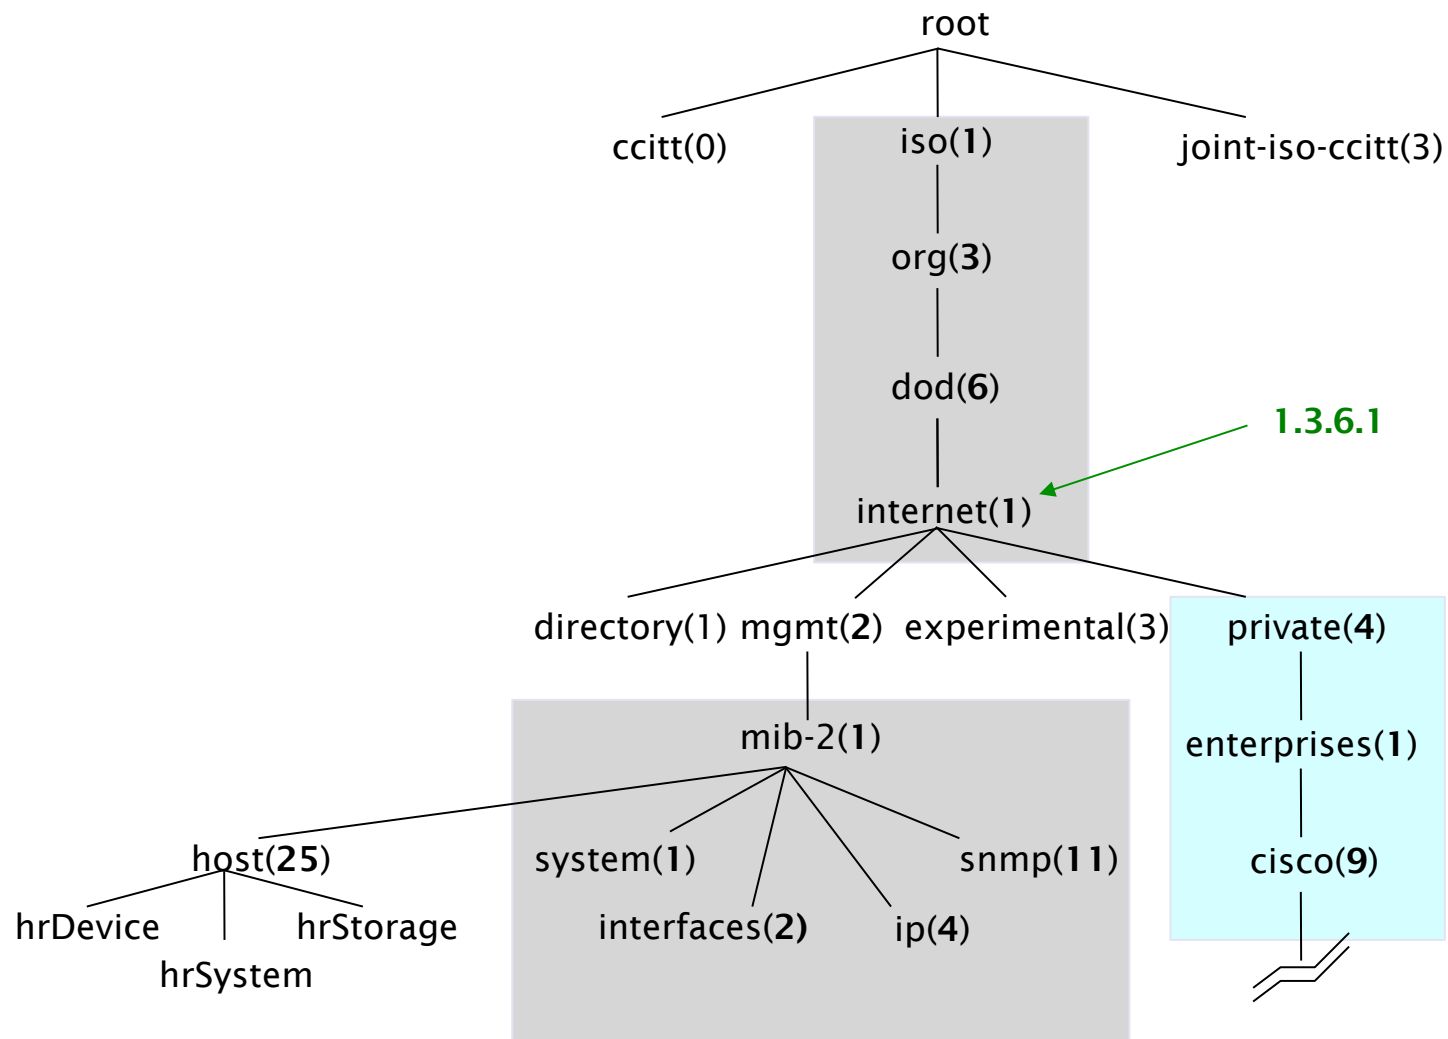 root
ccitt(0)
iso(1)
joint-iso-ccitt(3)
org(3)
dod(6)
1.3.6.1
internet(1)
directory(1)
mgmt(2)
experimental(3)
private(4)
mib-2(1)
enterprises(1)
host(25)
system(1)
snmp(11)
cisco(9)
hrDevice
hrStorage
interfaces(2)
ip(4)
hrSystem